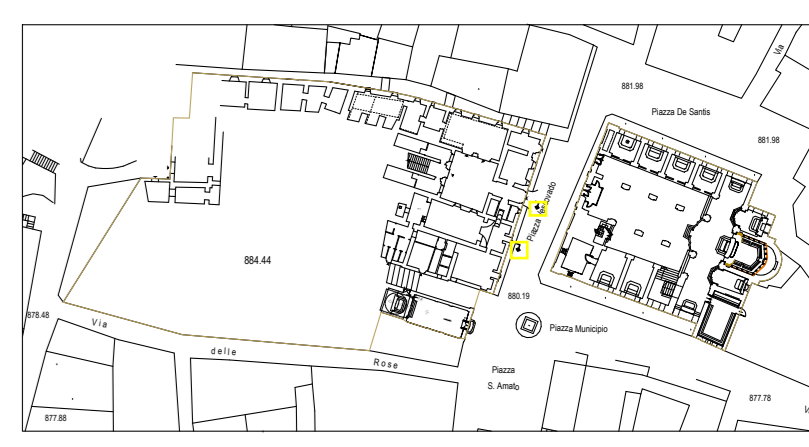 Via
881.98
Piazza De Santis
881.98
Piazza Vescovado
884.44
880.19
878.48
Via delle Rose
Piazza Municipio
Piazza
S. Amato
877.78
877.88